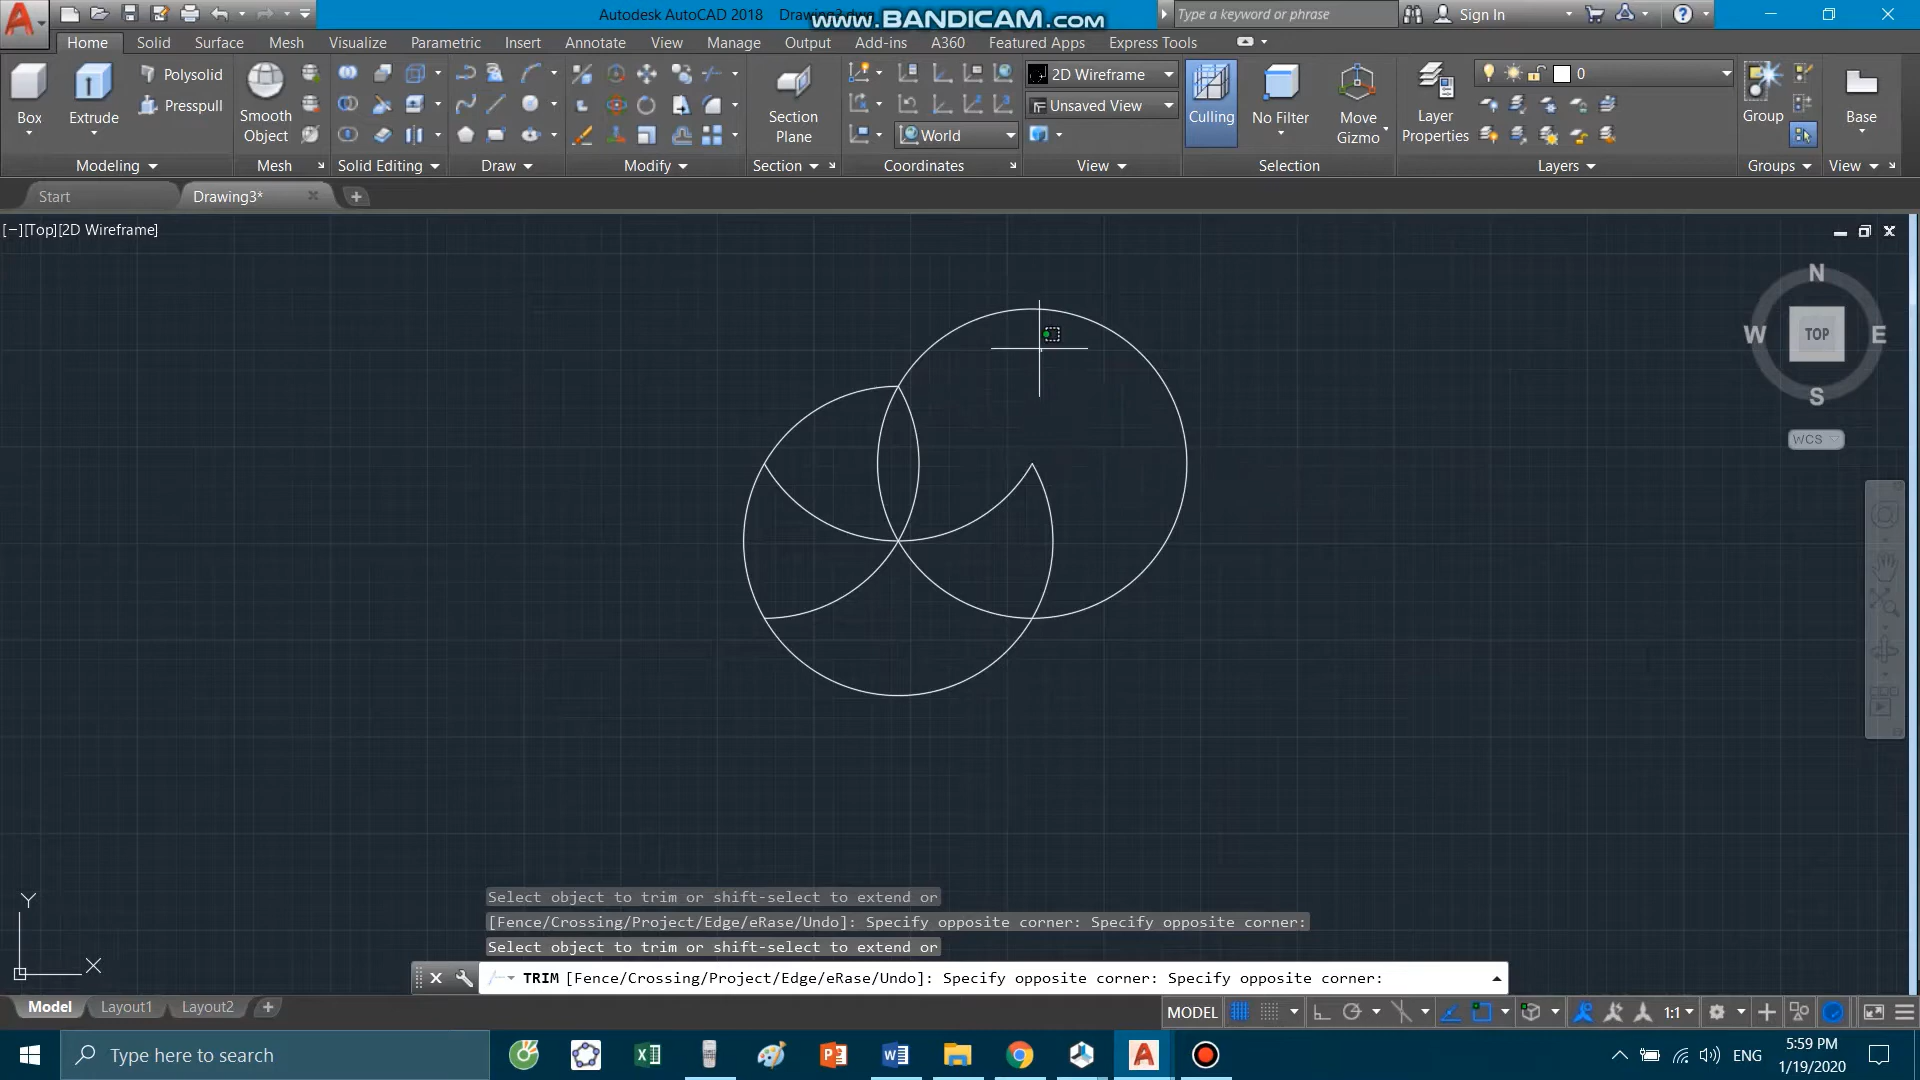 Autodesk AutoCAD 2018 Drawing3.dwg
www.BANDICAM.com
Type a keyword or phrase
Sign In
Home Solid Surface Mesh Visualize Parametric Insert Annotate View Manage Output Add-ins A360 Featured Apps Express Tools
Box
Extrude
Polysolid
Presspull
Smooth
Object
Section
Plane
World
2D Wireframe
Unsaved View
Culling
No Filter
Move
Gizmo
Layer
Properties
0
Group
Base
Modeling Mesh Solid Editing Draw Modify Section Coordinates View Selection Layers Groups View
Start Drawing3*
[−][Top][2D Wireframe]
N
W TOP E
S
WCS
Y
X
Select object to trim or shift-select to extend or
[Fence/Crossing/Project/Edge/eRase/Undo]: Specify opposite corner: Specify opposite corner:
Select object to trim or shift-select to extend or
TRIM [Fence/Crossing/Project/Edge/eRase/Undo]: Specify opposite corner: Specify opposite corner:
Model Layout1 Layout2
MODEL 1:1
Type here to search
ENG
5:59 PM
1/19/2020